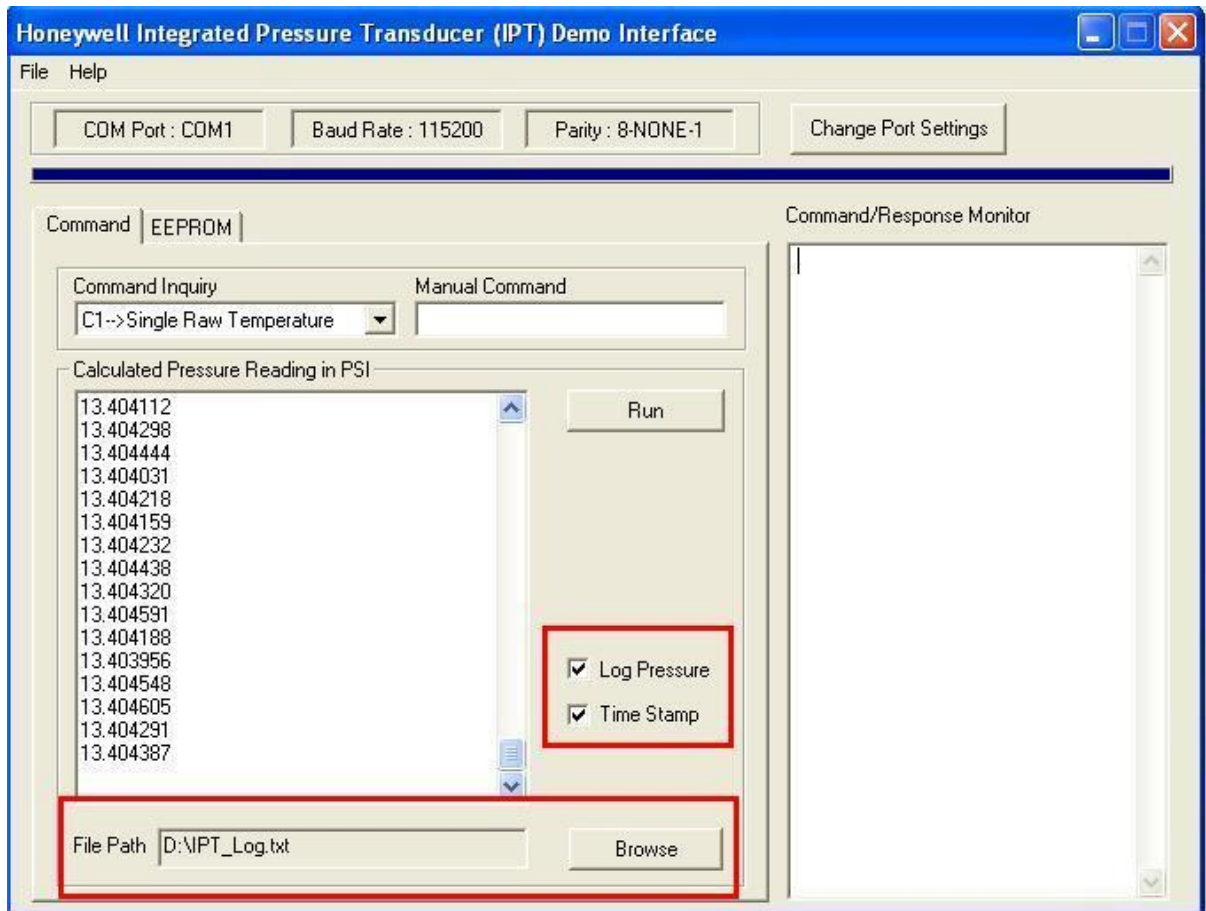 Honeywell Integrated Pressure Transducer (IPT) Demo Interface
File Help
COM Port : COM1 Baud Rate : 115200 Parity : 8-NONE-1 Change Port Settings
Command EEPROM
Command/Response Monitor
Command Inquiry Manual Command
C1-->Single Raw Temperature
Calculated Pressure Reading in PSI
13.404112
13.404298
13.404444
13.404031
13.404218
13.404159
13.404232
13.404438
13.404320
13.404591
13.404188
13.403956
13.404548
13.404605
13.404291
13.404387
Run
Log Pressure
Time Stamp
File Path D:\IPT_Log.txt Browse